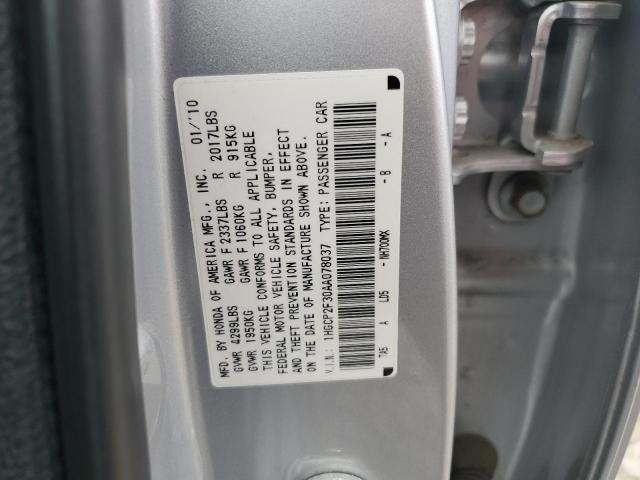 MFD. BY HONDA OF AMERICA MFG., INC. 01/'10
GVWR 4299LBS GAWR F 2337LBS R 2017LBS
GVWR 1950KG GAWR F 1060KG R 915KG
THIS VEHICLE CONFORMS TO ALL APPLICABLE
FEDERAL MOTOR VEHICLE SAFETY, BUMPER,
AND THEFT PREVENTION STANDARDS IN EFFECT
ON THE DATE OF MANUFACTURE SHOWN ABOVE.
V.I.N.: 1HGCP2F30AA078037 TYPE: PASSENGER CAR
TA5 A LD5 - NH700MX - B - A